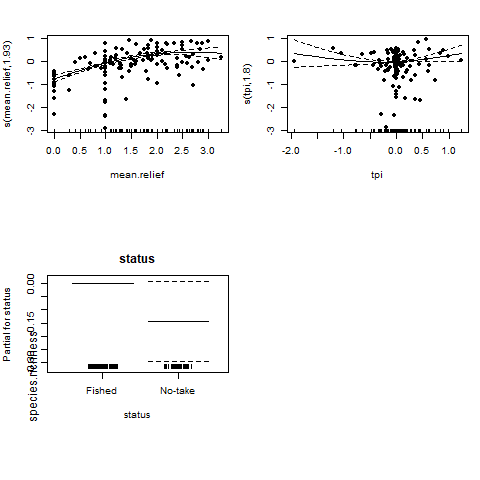 s(mean.relief,1.93)
1
0
-1
-2
-3
0.0 0.5 1.0 1.5 2.0 2.5 3.0
mean.relief
s(tpi,1.8)
1
0
-1
-2
-3
-2.0 -1.0 0.0 0.5 1.0
tpi
status
Partial for status
species.richness
0.00
-0.15
Fished No-take
status